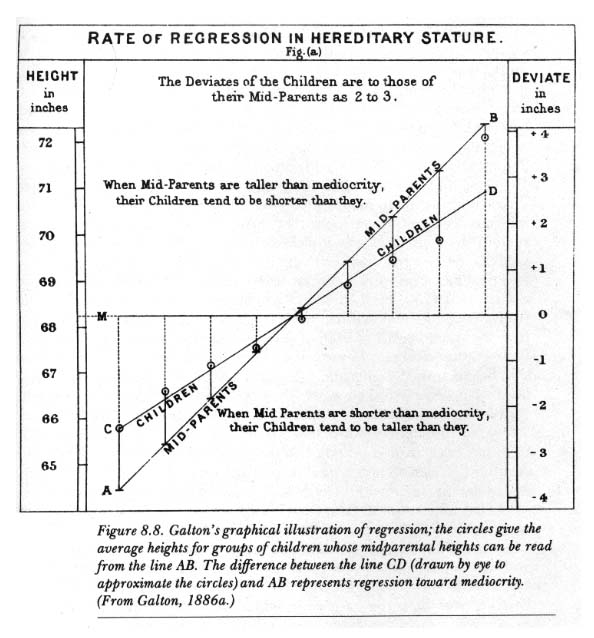 RATE OF REGRESSION IN HEREDITARY STATURE.
Fig.(a)
HEIGHT
in
inches
The Deviates of the Children are to those of
their Mid-Parents as 2 to 3.
DEVIATE
in
inches
B
72
+4
When Mid-Parents are taller than mediocrity,
their Children tend to be shorter than they.
MID-PARENTS
CHILDREN
71
+3
D
70
+2
69
+1
M
0
68
67
-1
66
-2
C
CHILDREN
MID-PARENTS
When Mid Parents are shorter than mediocrity,
their Children tend to be taller than they.
65
-3
A
-4
Figure 8.8. Galton's graphical illustration of regression; the circles give the
average heights for groups of children whose midparental heights can be read
from the line AB. The difference between the line CD (drawn by eye to
approximate the circles) and AB represents regression toward mediocrity.
(From Galton, 1886a.)